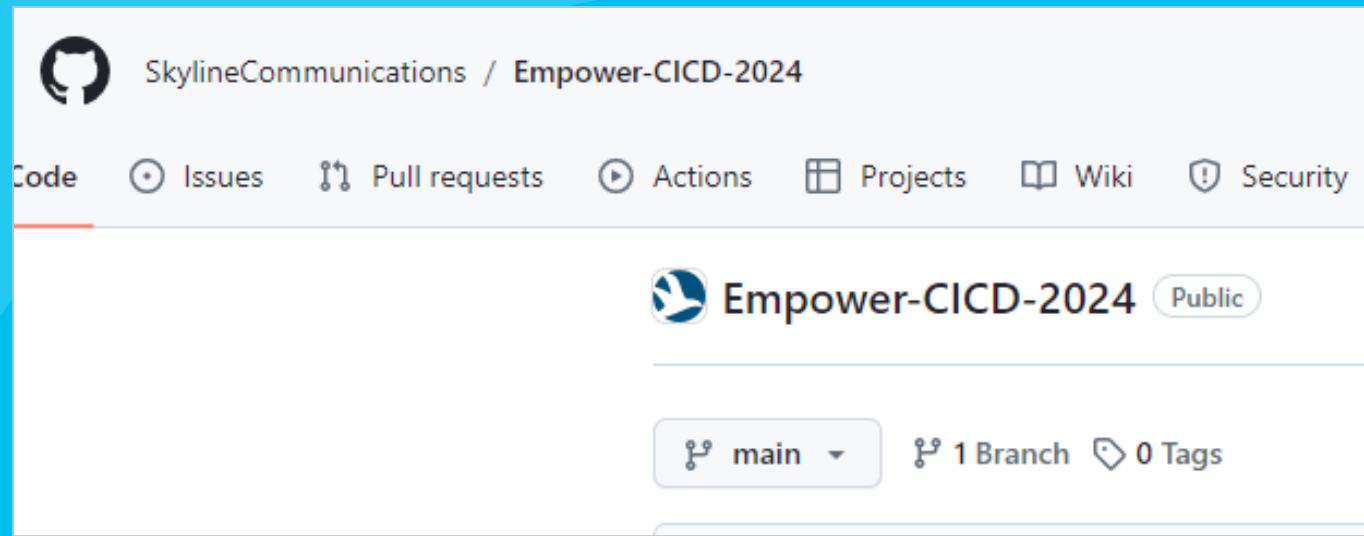 SkylineCommunications / Empower-CICD-2024
Code Issues Pull requests Actions Projects Wiki Security
Empower-CICD-2024 Public
main 1 Branch 0 Tags